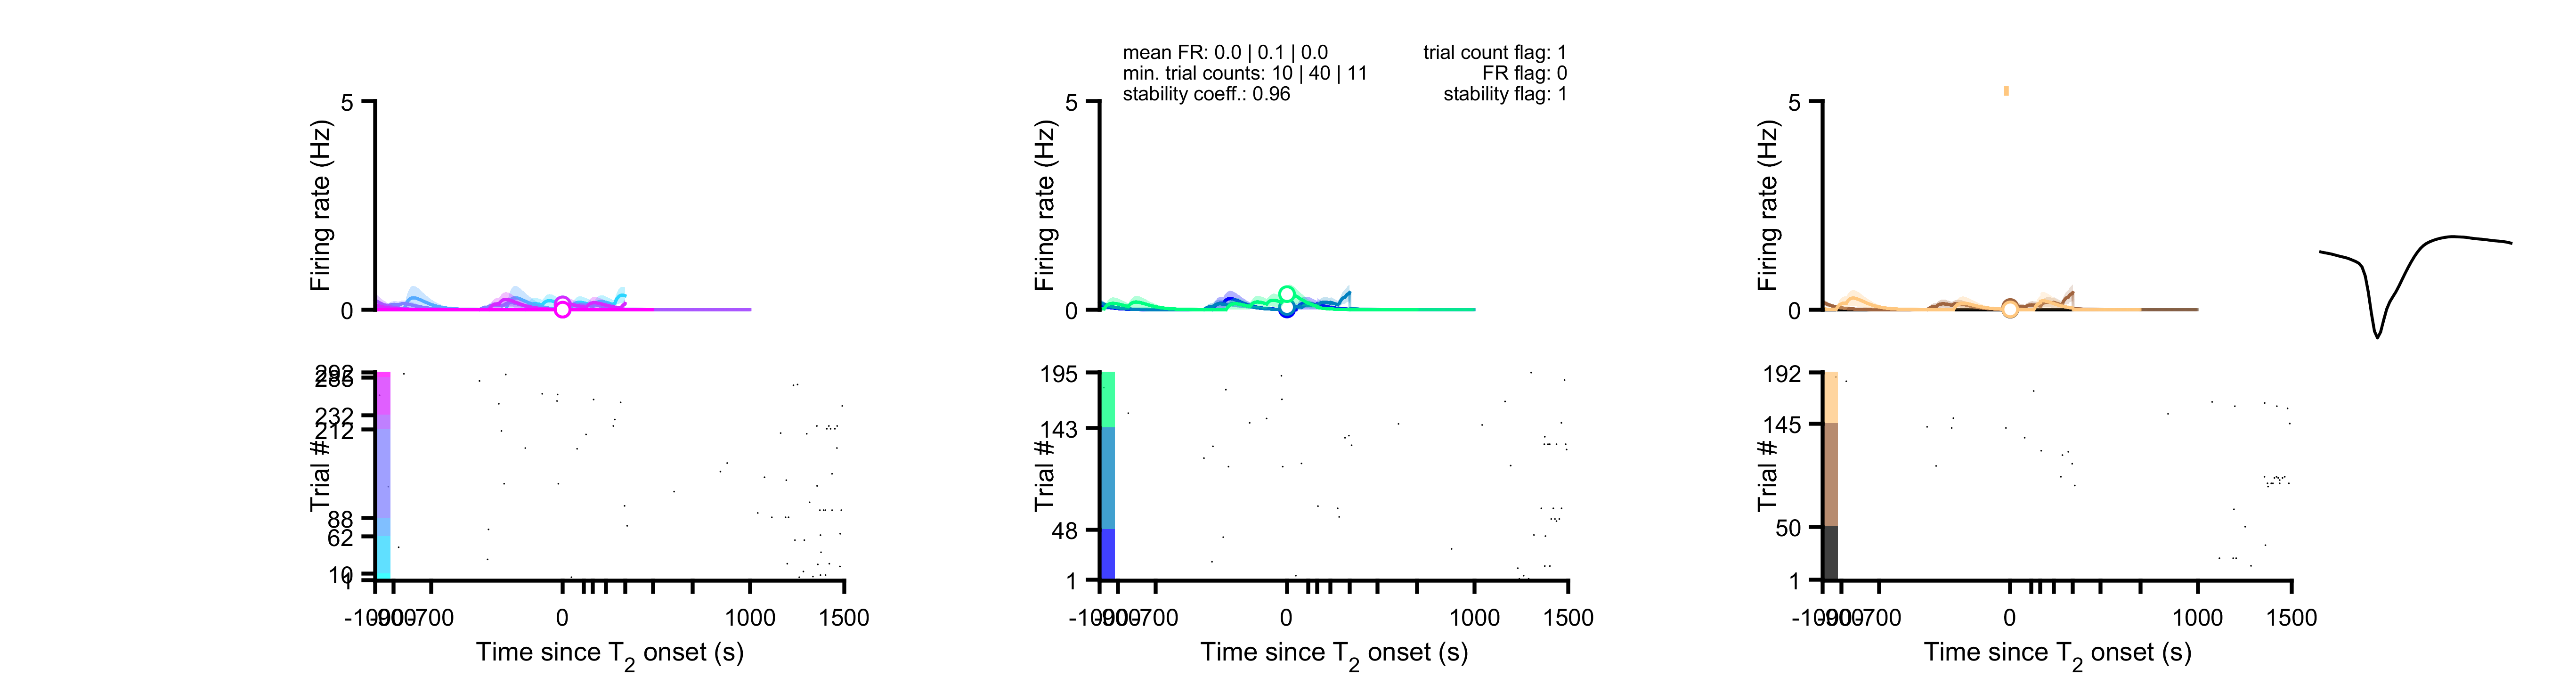 mean FR: 0.0 | 0.1 | 0.0
min. trial counts: 10 | 40 | 11
stability coeff.: 0.96
trial count flag: 1
FR flag: 0
stability flag: 1
Firing rate (Hz)
5
0
Trial #
292
285
232
212
88
62
10
1
-1000
-900
-700
0
1000
1500
Time since T2 onset (s)
Firing rate (Hz)
5
0
Trial #
195
143
48
1
-1000
-900
-700
0
1000
1500
Time since T2 onset (s)
Firing rate (Hz)
5
0
Trial #
192
145
50
1
-1000
-900
-700
0
1000
1500
Time since T2 onset (s)